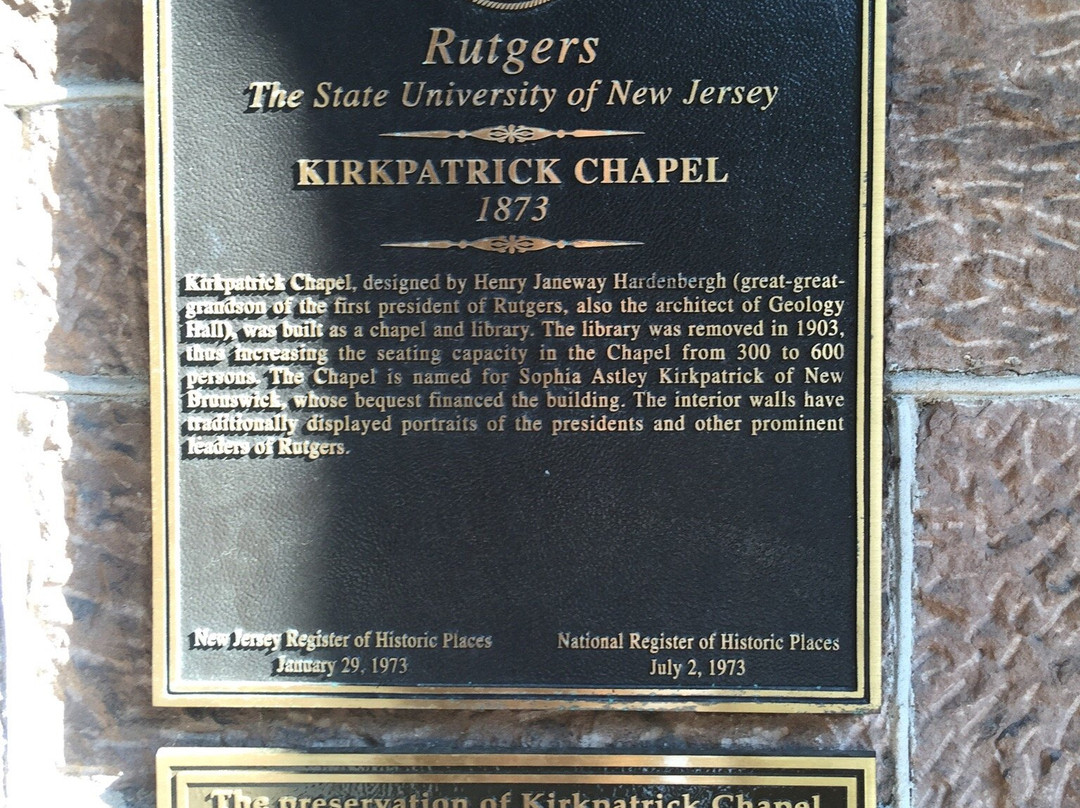 Rutgers
The State University of New Jersey
KIRKPATRICK CHAPEL
1873
Kirkpatrick Chapel, designed by Henry Janeway Hardenbergh (great-great-
grandson of the first president of Rutgers, also the architect of Geology
Hall), was built as a chapel and library. The library was removed in 1903,
thus increasing the seating capacity in the Chapel from 300 to 600
persons. The Chapel is named for Sophia Astley Kirkpatrick of New
Brunswick, whose bequest financed the building. The interior walls have
traditionally displayed portraits of the presidents and other prominent
leaders of Rutgers.
New Jersey Register of Historic Places
January 29, 1973
National Register of Historic Places
July 2, 1973
The preservation of Kirkpatrick Chapel